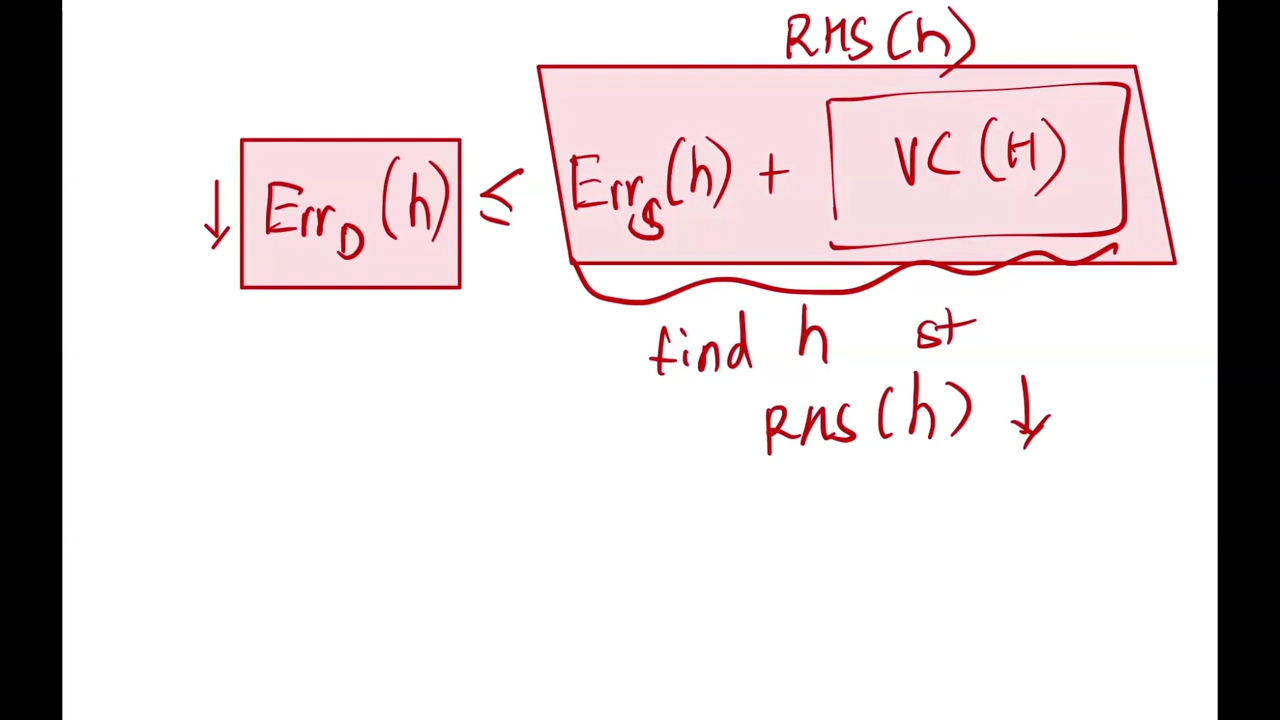 RHS(h)
↓ Err_D(h) ≤ Err_S(h) + VC(H)
find h st
RHS(h) ↓